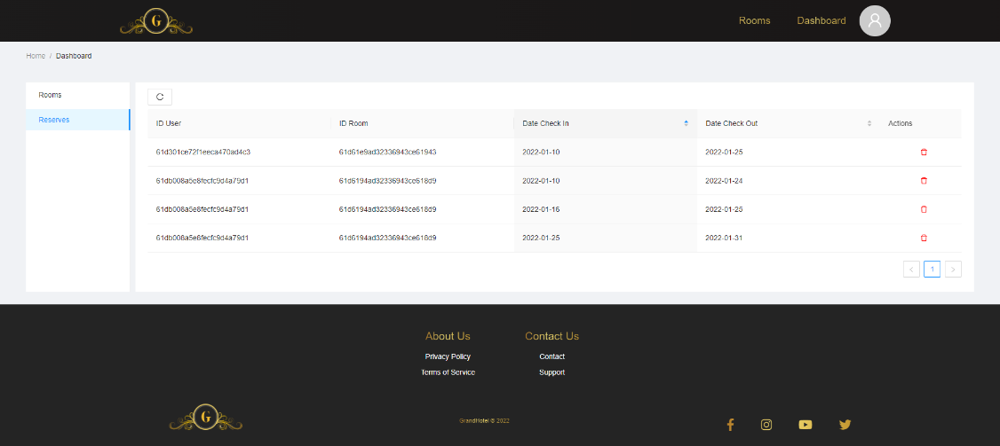 G
Rooms Dashboard
Home / Dashboard
Rooms
Reserves
ID User ID Room Date Check In Date Check Out Actions
61d301ce72f1eeca470ad4c3 61d61e9ad32336943ce61943 2022-01-10 2022-01-25
61db008a5e8fecfc9d4a79d1 61d6194ad32336943ce618d9 2022-01-10 2022-01-24
61db008a5e8fecfc9d4a79d1 61d6194ad32336943ce618d9 2022-01-16 2022-01-25
61db008a5e8fecfc9d4a79d1 61d6194ad32336943ce618d9 2022-01-25 2022-01-31
< 1 >
About Us Contact Us
Privacy Policy Contact
Terms of Service Support
G
GrandHotel © 2022